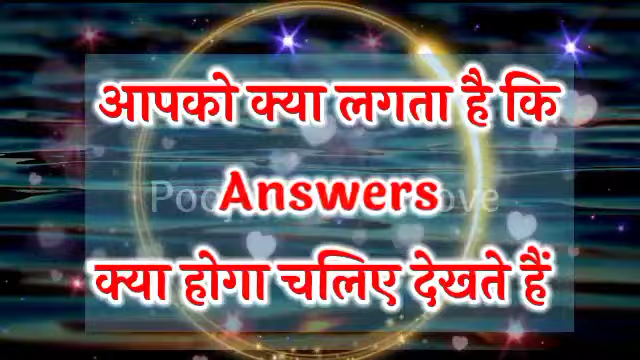 आपको क्या लगता है कि
Answers
क्या होगा चलिए देखते हैं